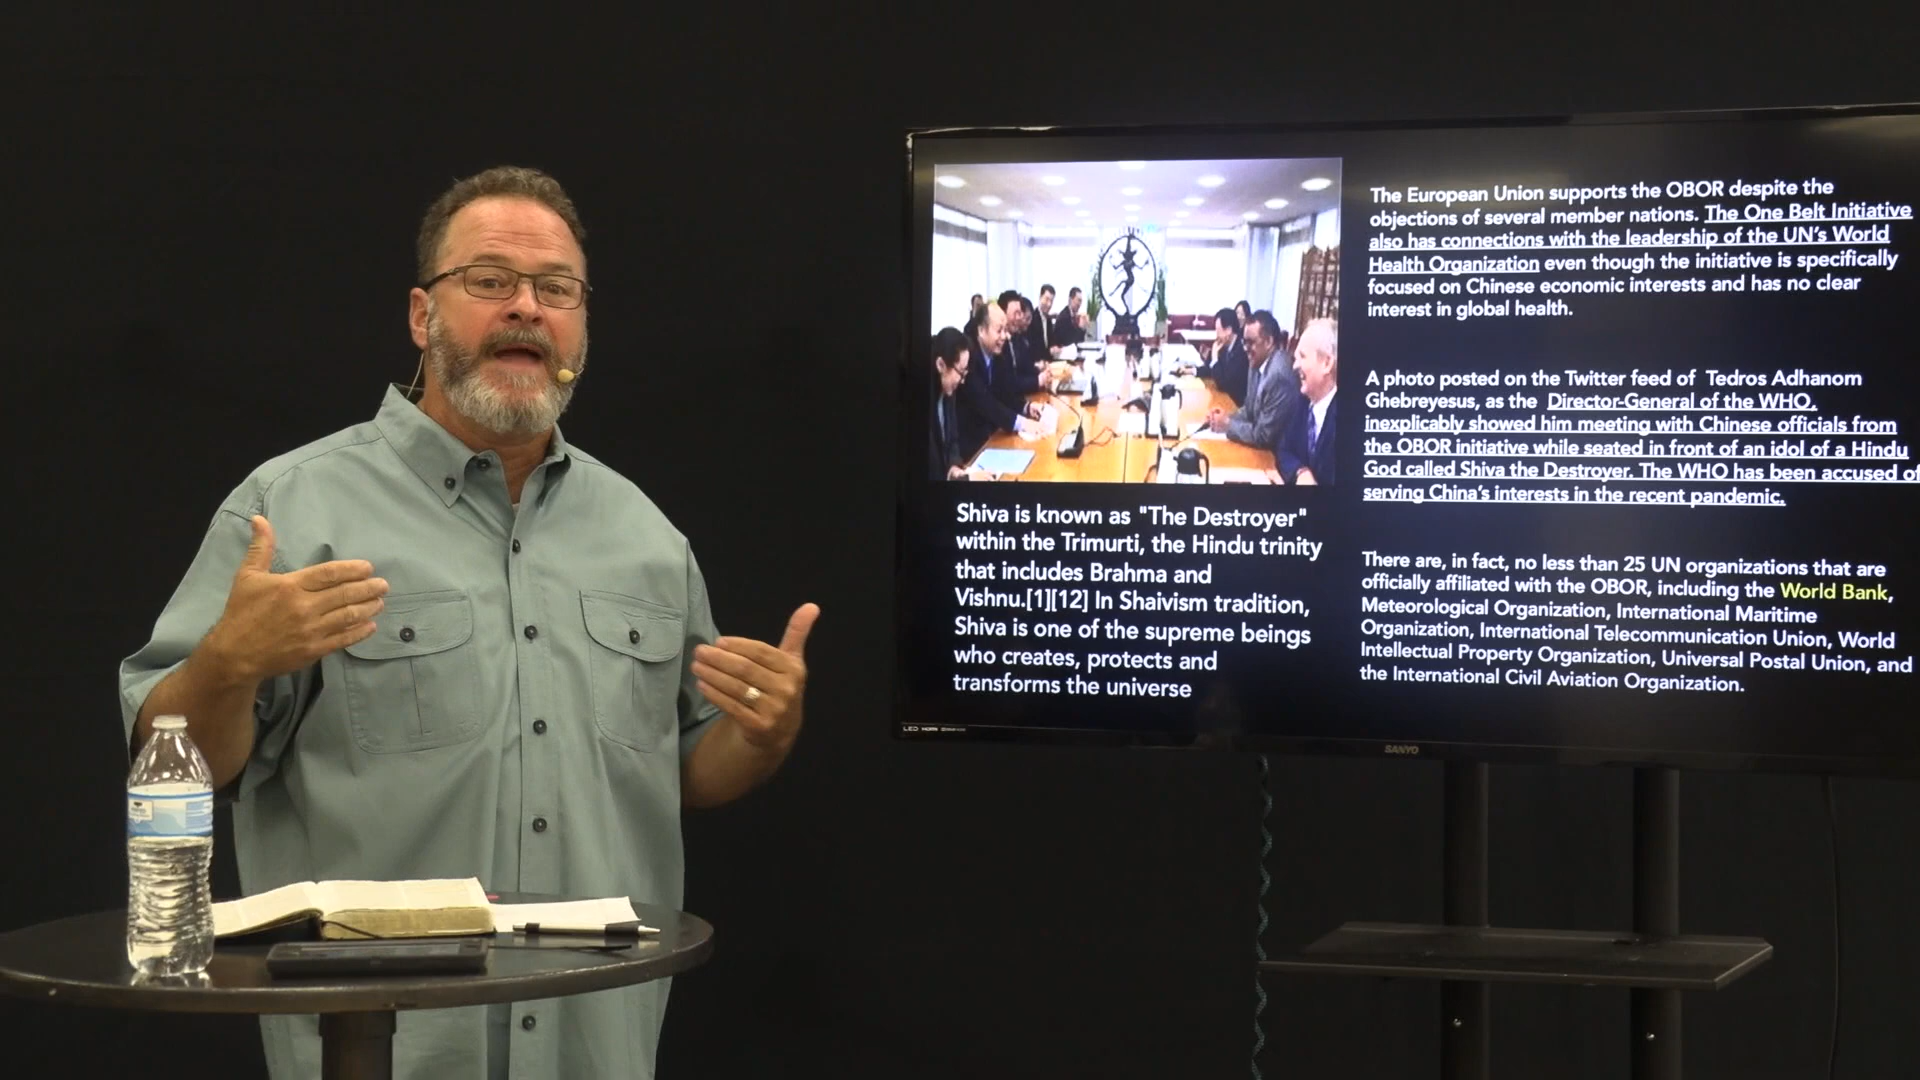 The European Union supports the OBOR despite the
objections of several member nations. The One Belt Initiative
also has connections with the leadership of the UN's World
Health Organization even though the initiative is specifically
focused on Chinese economic interests and has no clear
interest in global health.
A photo posted on the Twitter feed of Tedros Adhanom
Ghebreyesus, as the Director-General of the WHO,
inexplicably showed him meeting with Chinese officials from
the OBOR initiative while seated in front of an idol of a Hindu
God called Shiva the Destroyer. The WHO has been accused of
serving China's interests in the recent pandemic.
There are, in fact, no less than 25 UN organizations that are
officially affiliated with the OBOR, including the World Bank,
Meteorological Organization, International Maritime
Organization, International Telecommunication Union, World
Intellectual Property Organization, Universal Postal Union, and
the International Civil Aviation Organization.
Shiva is known as "The Destroyer"
within the Trimurti, the Hindu trinity
that includes Brahma and
Vishnu.[1][12] In Shaivism tradition,
Shiva is one of the supreme beings
who creates, protects and
transforms the universe
LED HDMI
SANYO